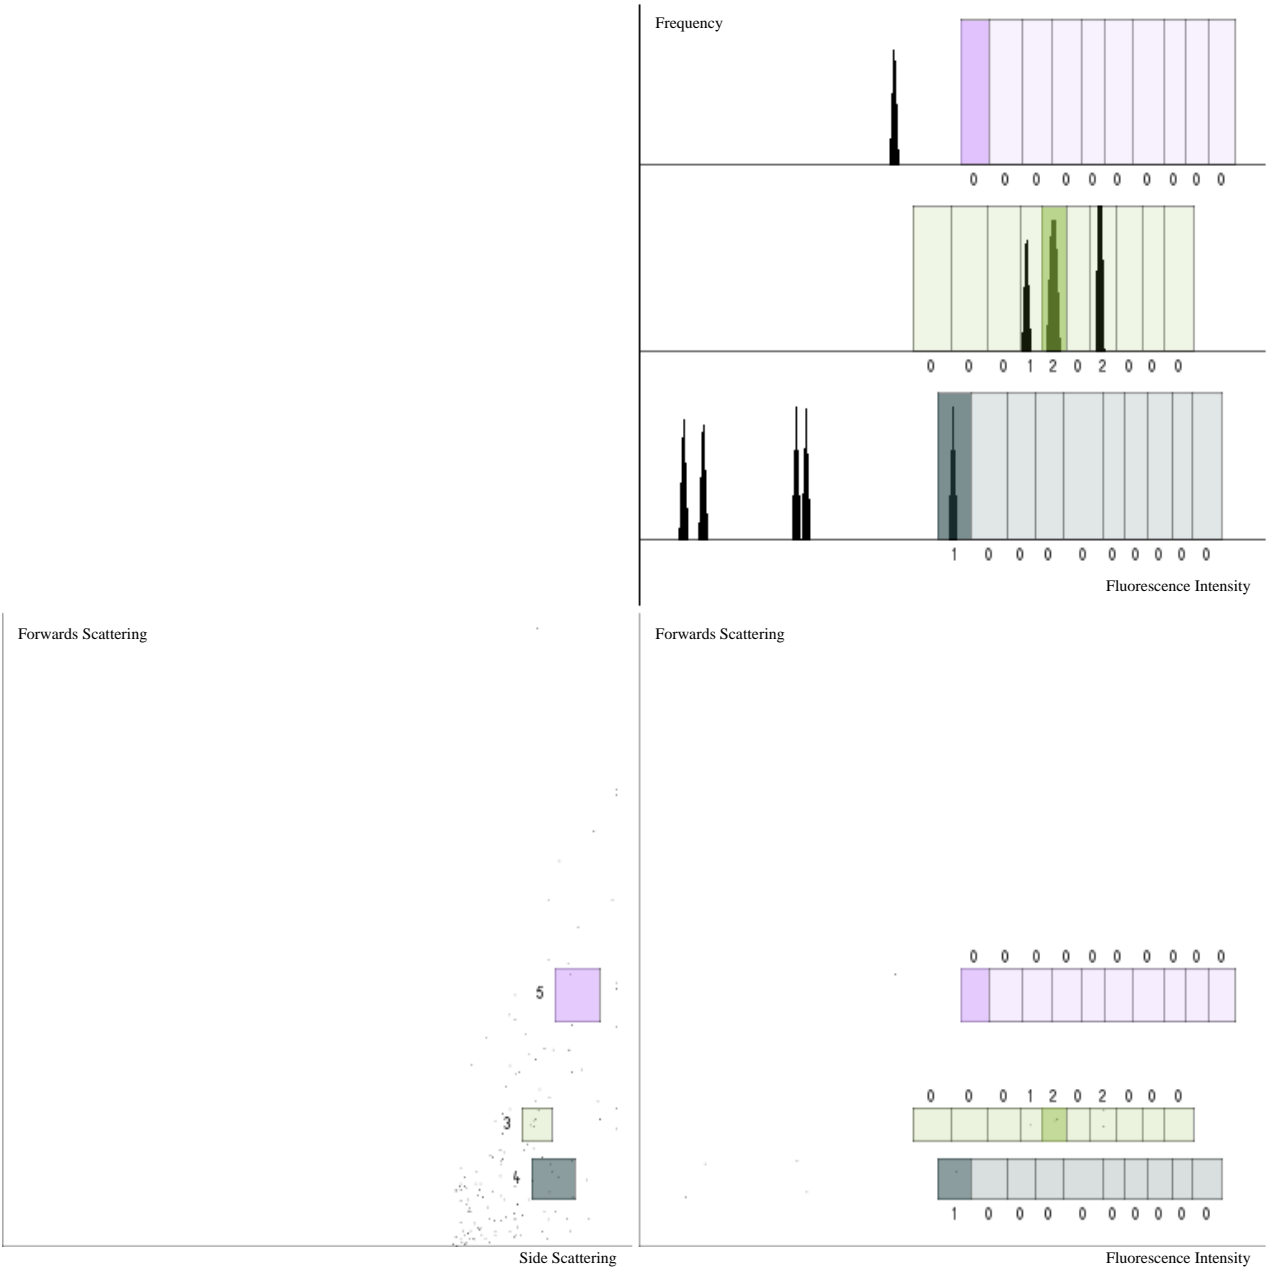 Frequency
0 0 0 0 0 0 0 0 0 0
0 0 0 1 2 0 2 0 0 0
1 0 0 0 0 0 0 0 0 0
Fluorescence Intensity
Forwards Scattering
5
3
4
Side Scattering
Forwards Scattering
0 0 0 0 0 0 0 0 0 0
0 0 0 1 2 0 2 0 0 0
1 0 0 0 0 0 0 0 0 0
Fluorescence Intensity